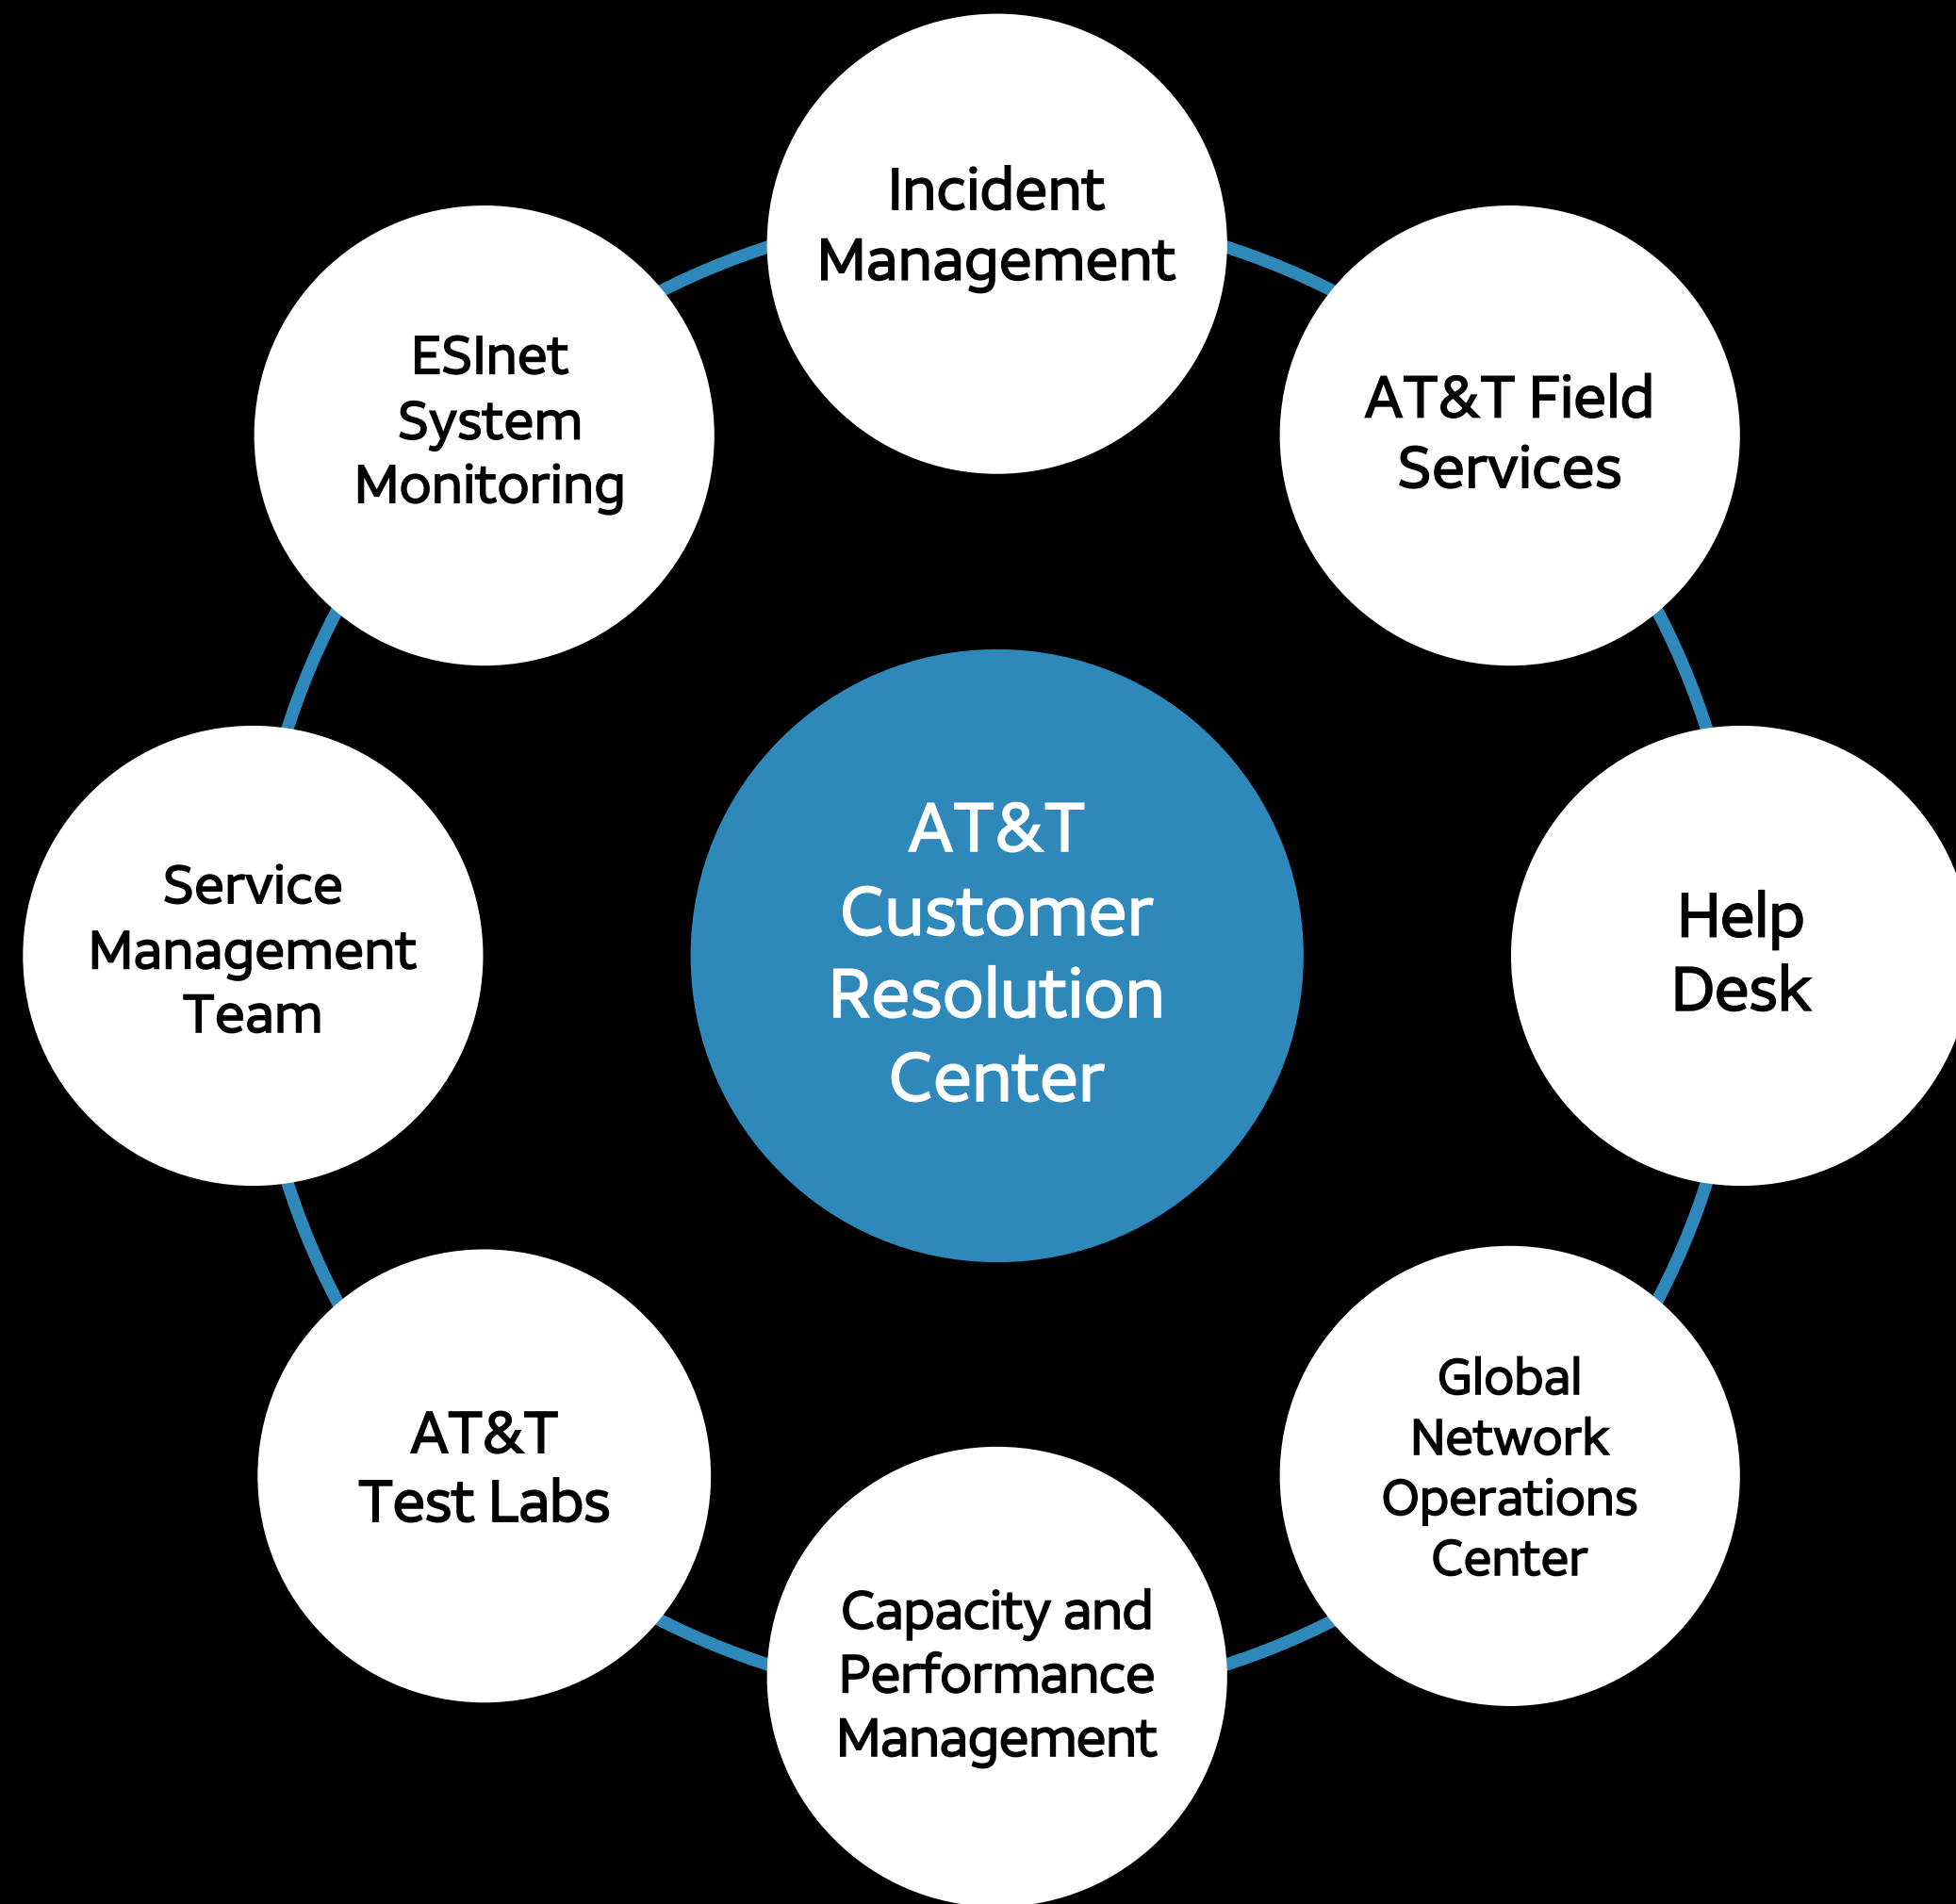 Incident
Management
AT&T Field
Services
Help
Desk
Global
Network
Operations
Center
Capacity and
Performance
Management
AT&T
Test Labs
Service
Management
Team
ESInet
System
Monitoring
AT&T
Customer
Resolution
Center